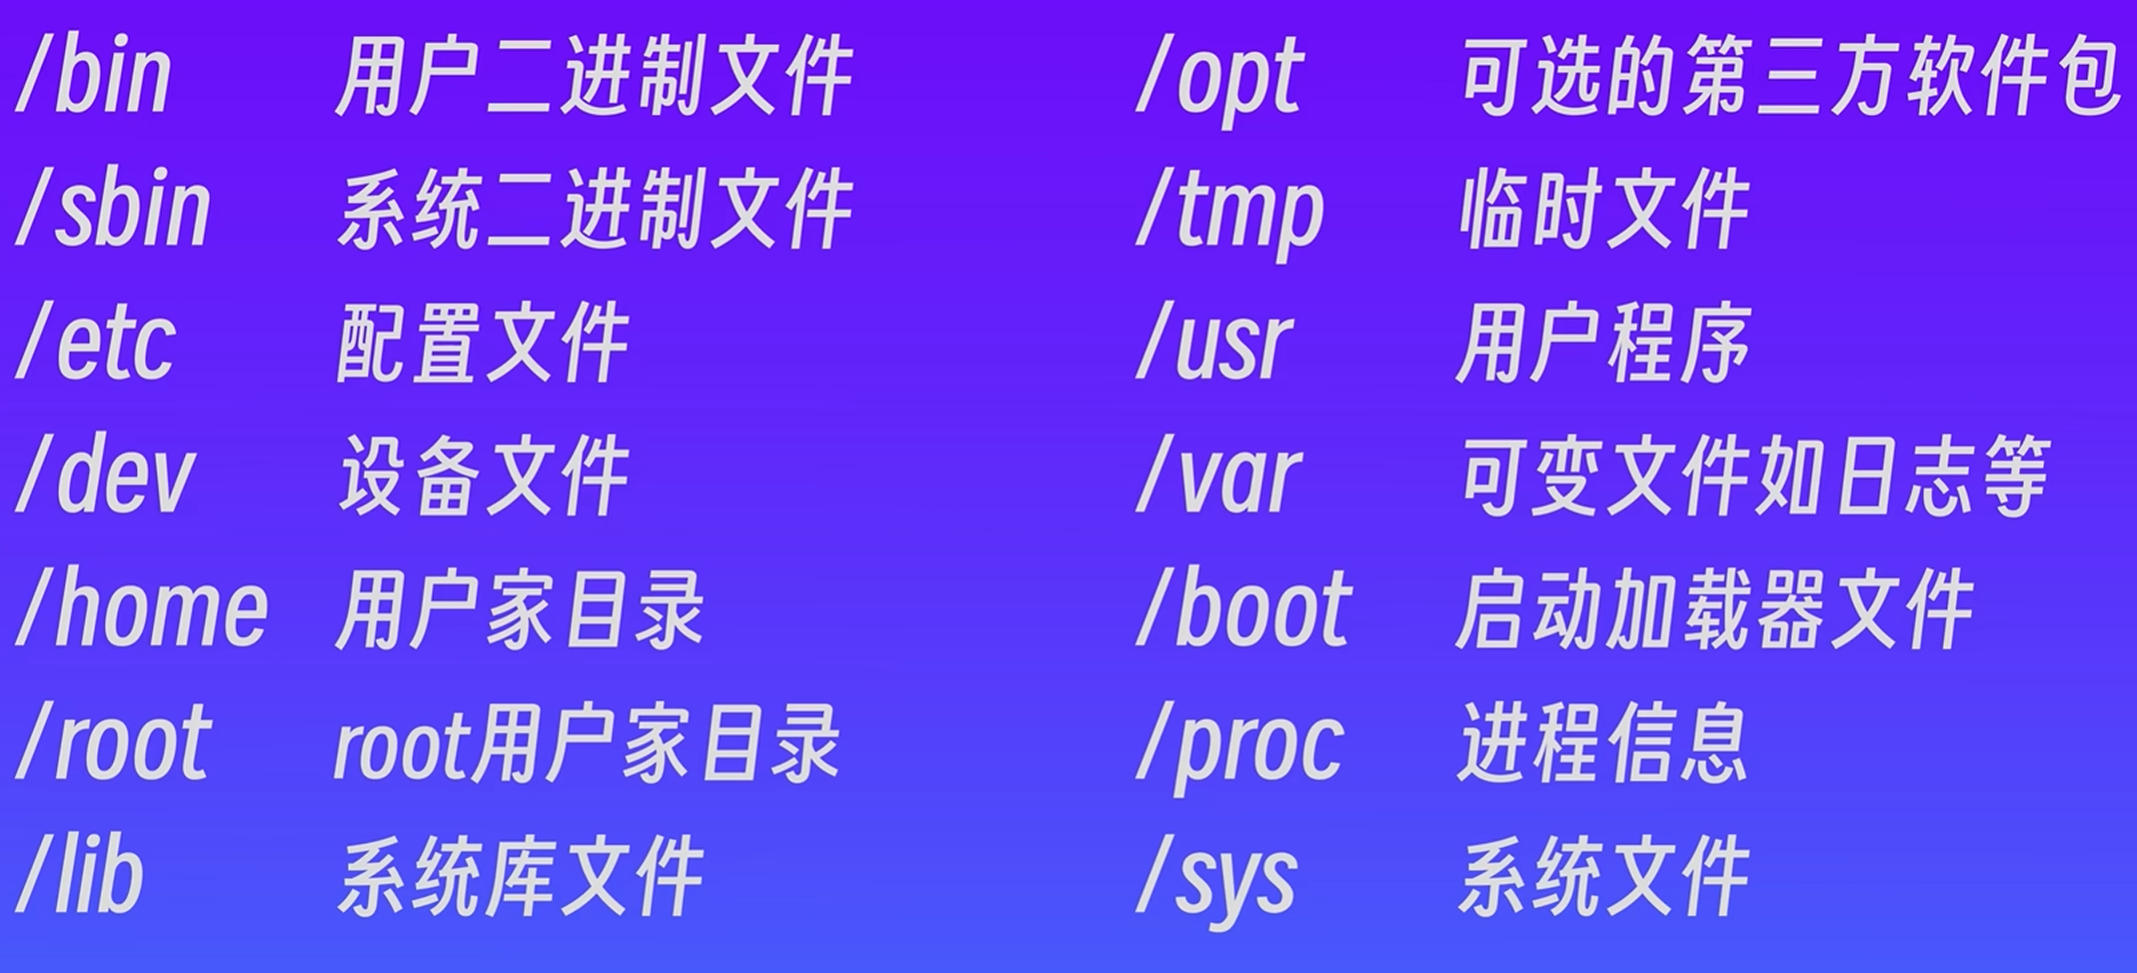 /bin 用户二进制文件
/sbin 系统二进制文件
/etc 配置文件
/dev 设备文件
/home 用户家目录
/root root用户家目录
/lib 系统库文件
/opt 可选的第三方软件包
/tmp 临时文件
/usr 用户程序
/var 可变文件如日志等
/boot 启动加载器文件
/proc 进程信息
/sys 系统文件